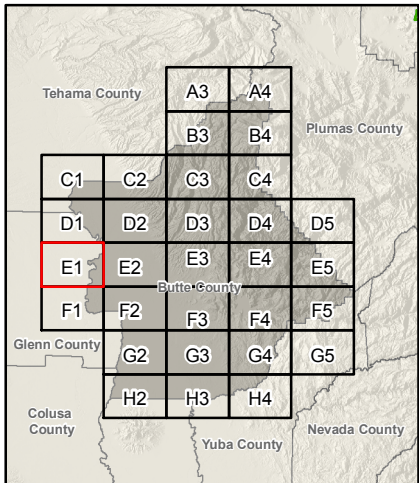 A3 A4
Tehama County
Plumas County
B3 B4
C1 C2 C3 C4
D1 D2 D3 D4 D5
E1 E2 E3 E4 E5
Butte County
F1 F2 F3 F4 F5
Glenn County
G2 G3 G4 G5
H2 H3 H4
Colusa
County
Yuba County
Nevada County